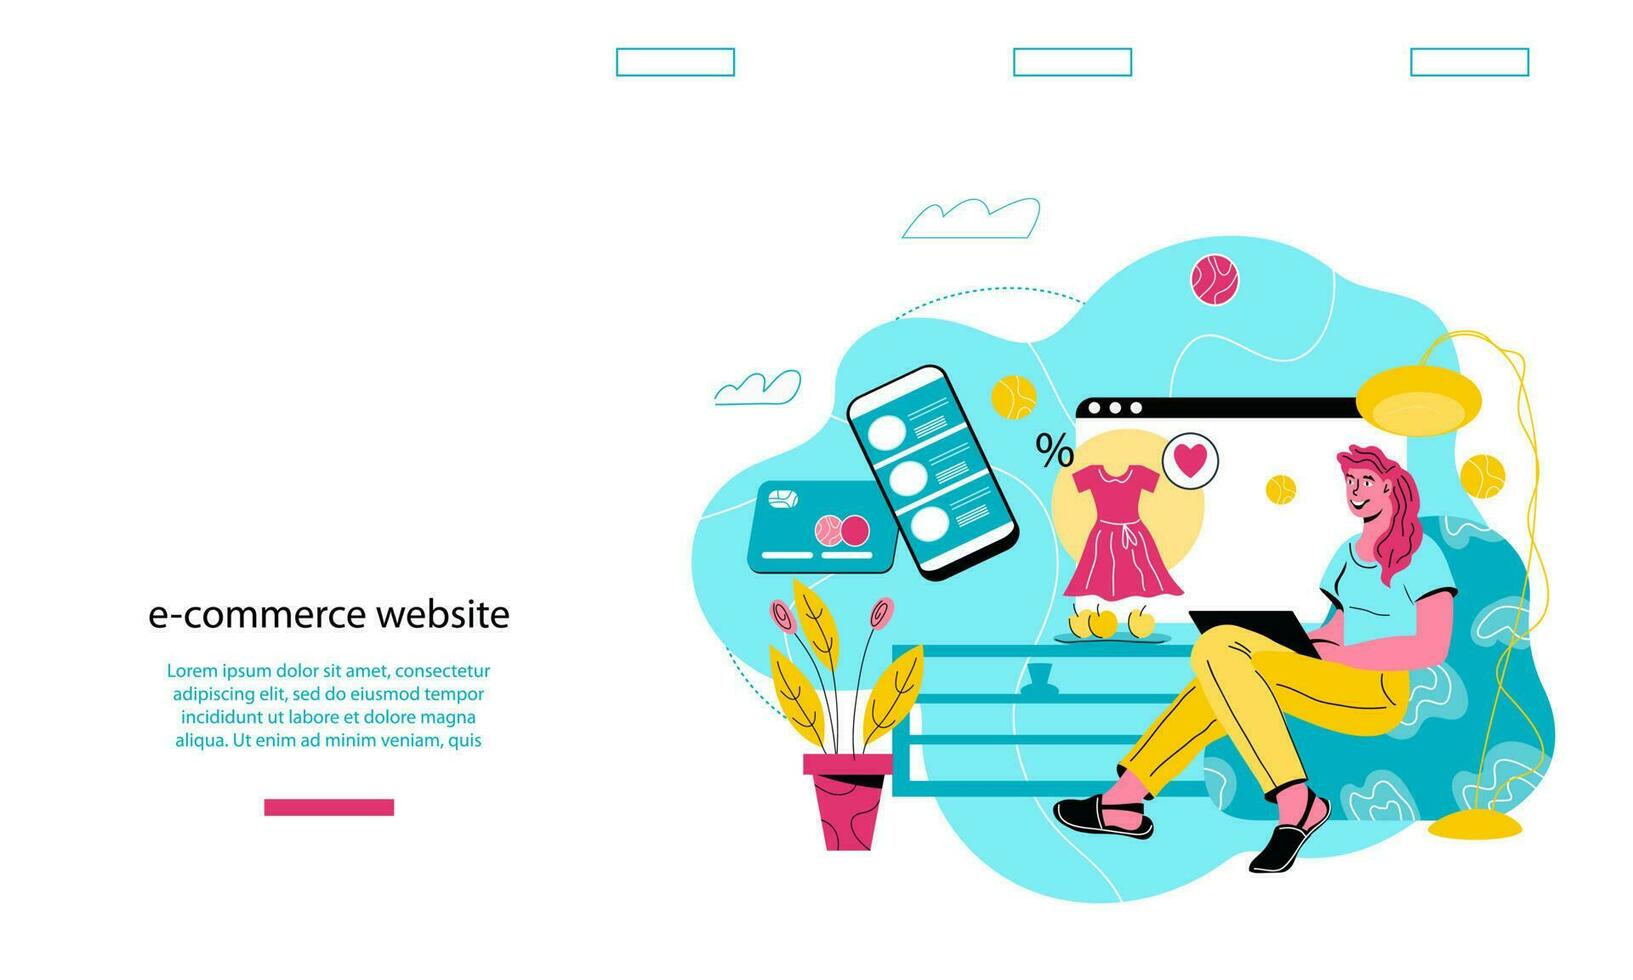 %
e-commerce website
Lorem ipsum dolor sit amet, consectetur
adipiscing elit, sed do eiusmod tempor
incididunt ut labore et dolore magna
aliqua. Ut enim ad minim veniam, quis